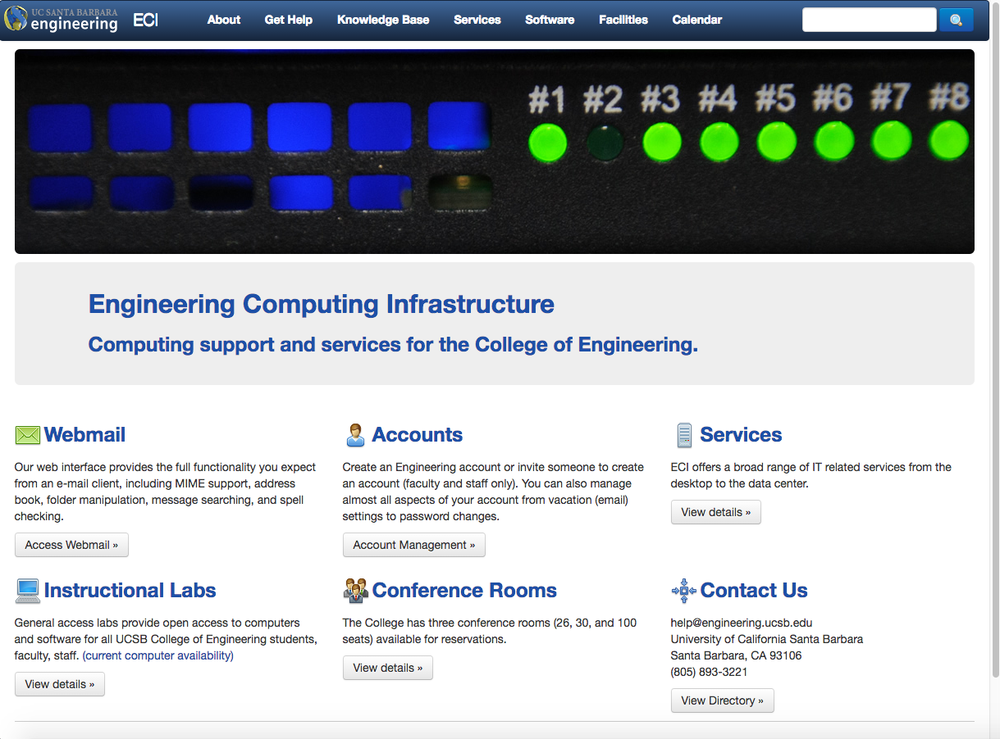 UC SANTA BARBARA
engineering
ECI
About Get Help Knowledge Base Services Software Facilities Calendar
#1 #2 #3 #4 #5 #6 #7 #8
Engineering Computing Infrastructure
Computing support and services for the College of Engineering.
Webmail
Our web interface provides the full functionality you expect
from an e-mail client, including MIME support, address
book, folder manipulation, message searching, and spell
checking.
Access Webmail »
Accounts
Create an Engineering account or invite someone to create
an account (faculty and staff only). You can also manage
almost all aspects of your account from vacation (email)
settings to password changes.
Account Management »
Services
ECI offers a broad range of IT related services from the
desktop to the data center.
View details »
Instructional Labs
General access labs provide open access to computers
and software for all UCSB College of Engineering students,
faculty, staff. (current computer availability)
View details »
Conference Rooms
The College has three conference rooms (26, 30, and 100
seats) available for reservations.
View details »
Contact Us
help@engineering.ucsb.edu
University of California Santa Barbara
Santa Barbara, CA 93106
(805) 893-3221
View Directory »